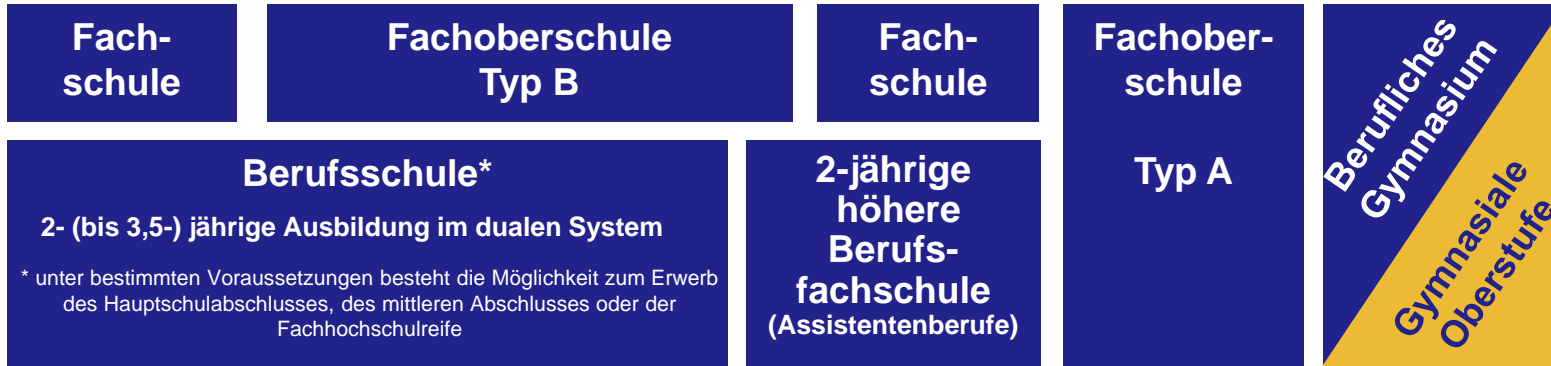 Fach-
schule
Fachoberschule
Typ B
Fach-
schule
Fachober-
schule
Typ A
Berufliches
Gymnasium
Gymnasiale
Oberstufe
Berufsschule*
2- (bis 3,5-) jährige Ausbildung im dualen System
* unter bestimmten Voraussetzungen besteht die Möglichkeit zum Erwerb
des Hauptschulabschlusses, des mittleren Abschlusses oder der
Fachhochschulreife
2-jährige
höhere
Berufs-
fachschule
(Assistentenberufe)